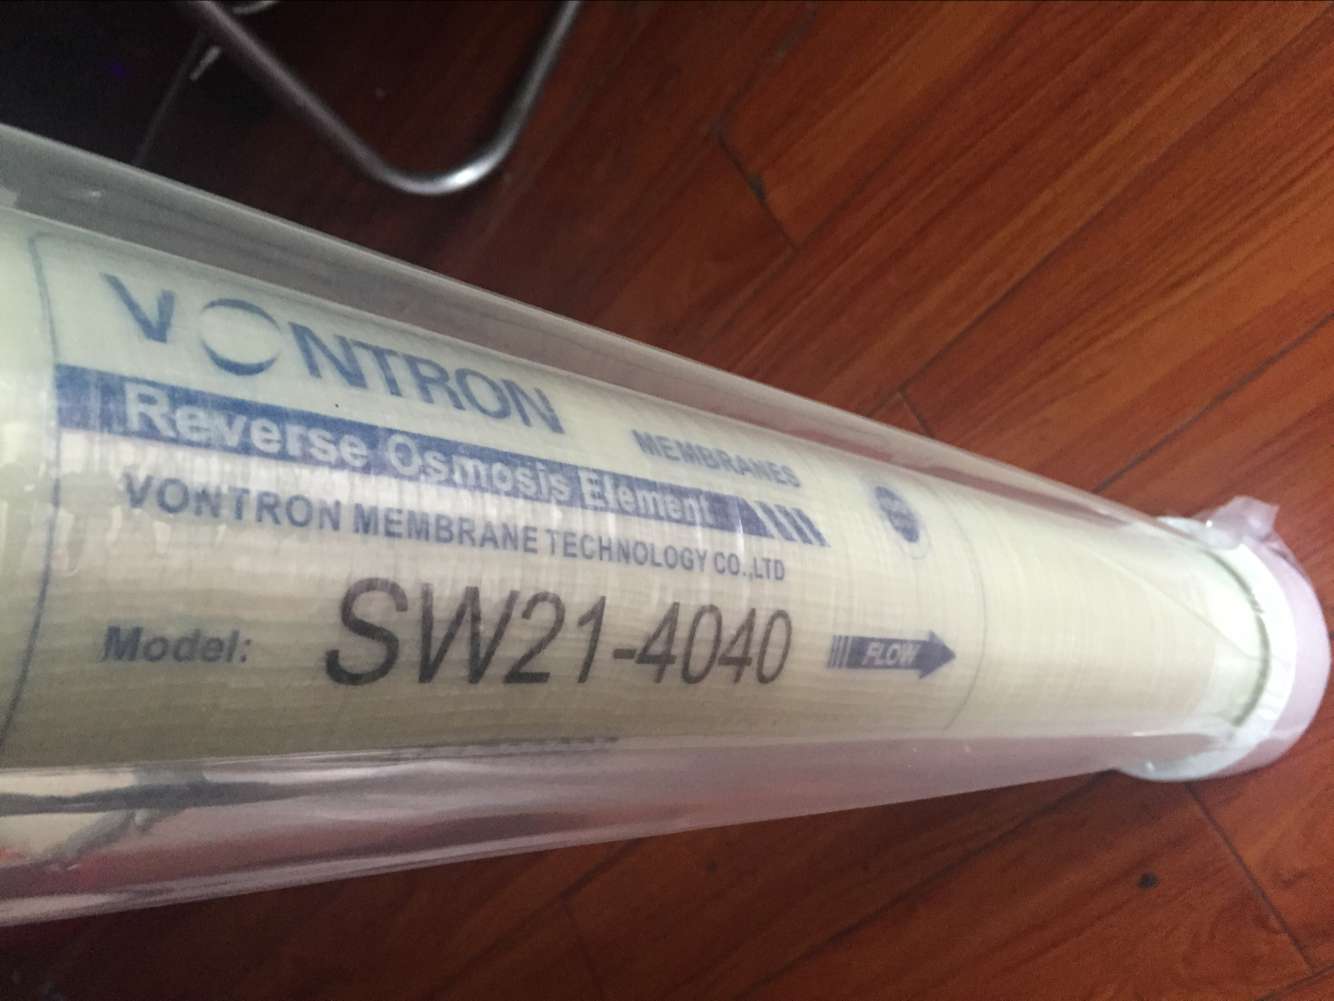 VONTRON
MEMBRANES
Reverse Osmosis Element
VONTRON MEMBRANE TECHNOLOGY CO.,LTD
Model: SW21-4040
FLOW